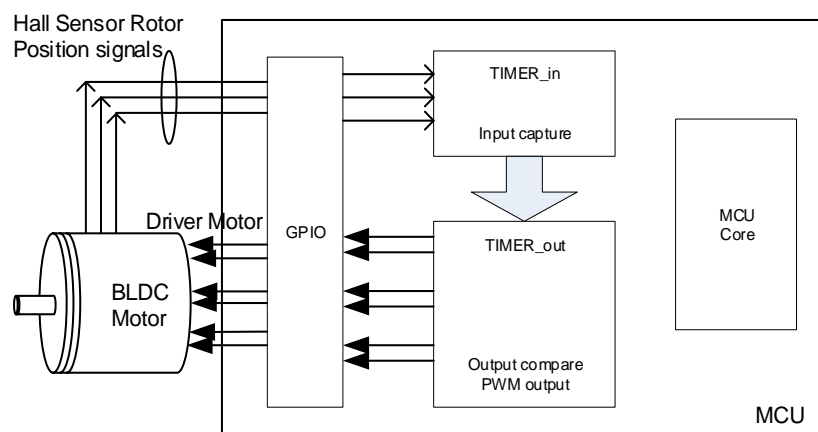 Hall Sensor Rotor
Position signals
TIMER_in
Input capture
Driver Motor
GPIO
TIMER_out
MCU
Core
BLDC
Motor
Output compare
PWM output
MCU